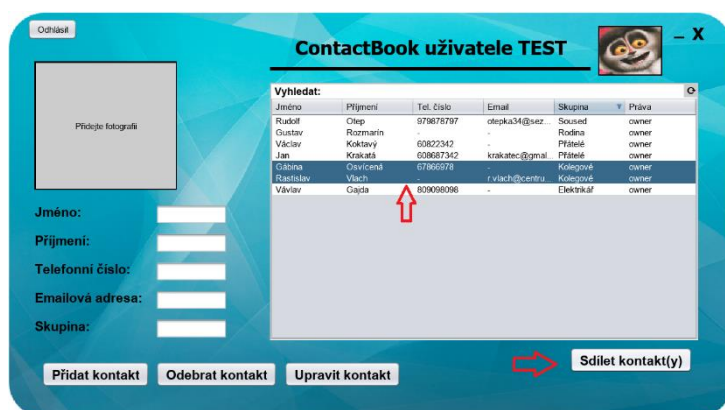 Odhlásit
ContactBook uživatele TEST
_ X
Přidejte fotografii
Vyhledat:
Jméno Příjmení Tel. číslo Email Skupina Práva
Rudolf Otep 979878797 otepka34@sez... Soused owner
Gustav Rozmarín - - Rodina owner
Václav Koktavý 60822342 - Přátelé owner
Jan Krakatá 608687342 krakatec@gmal... Přátelé owner
Gábina Osvícená 67866978 - Kolegové owner
Rastislav Vlach - r.vlach@centru... Kolegové owner
Vávlav Gajda 809098098 - Elektrikář owner
Jméno:
Příjmení:
Telefonní číslo:
Emailová adresa:
Skupina:
Sdílet kontakt(y)
Přidat kontakt Odebrat kontakt Upravit kontakt